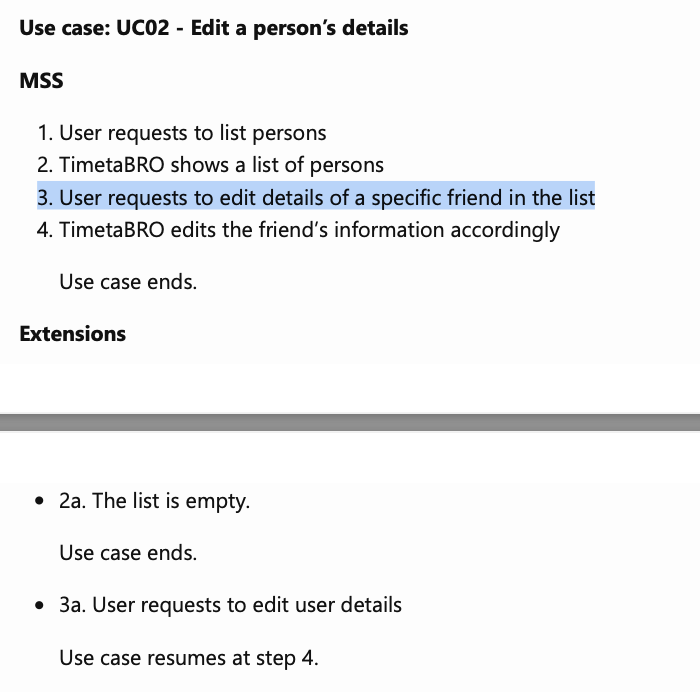 Use case: UC02 - Edit a person’s details
MSS
1. User requests to list persons
2. TimetaBRO shows a list of persons
3. User requests to edit details of a specific friend in the list
4. TimetaBRO edits the friend’s information accordingly
Use case ends.
Extensions
• 2a. The list is empty.
Use case ends.
• 3a. User requests to edit user details
Use case resumes at step 4.